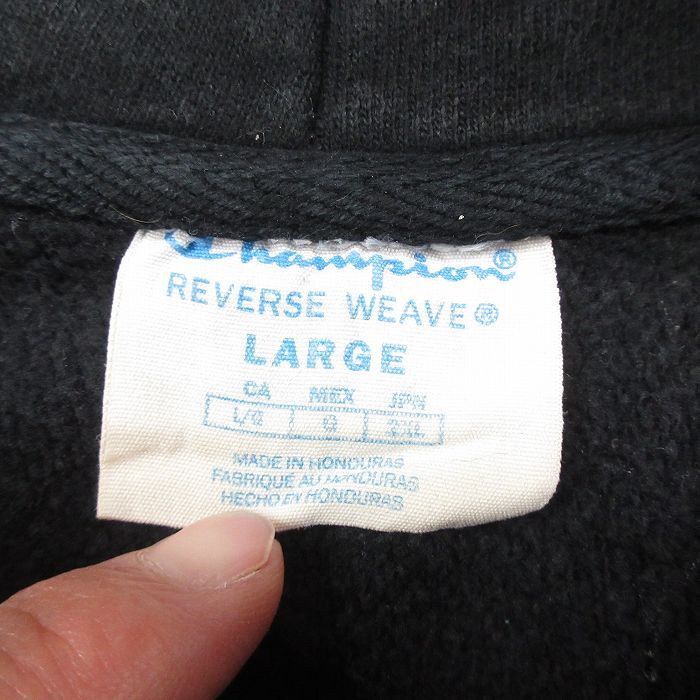 Champion®
REVERSE WEAVE®
LARGE
CA MEX JPN
L/G G 2XL
MADE IN HONDURAS
FABRIQUE AU HONDURAS
HECHO EN HONDURAS